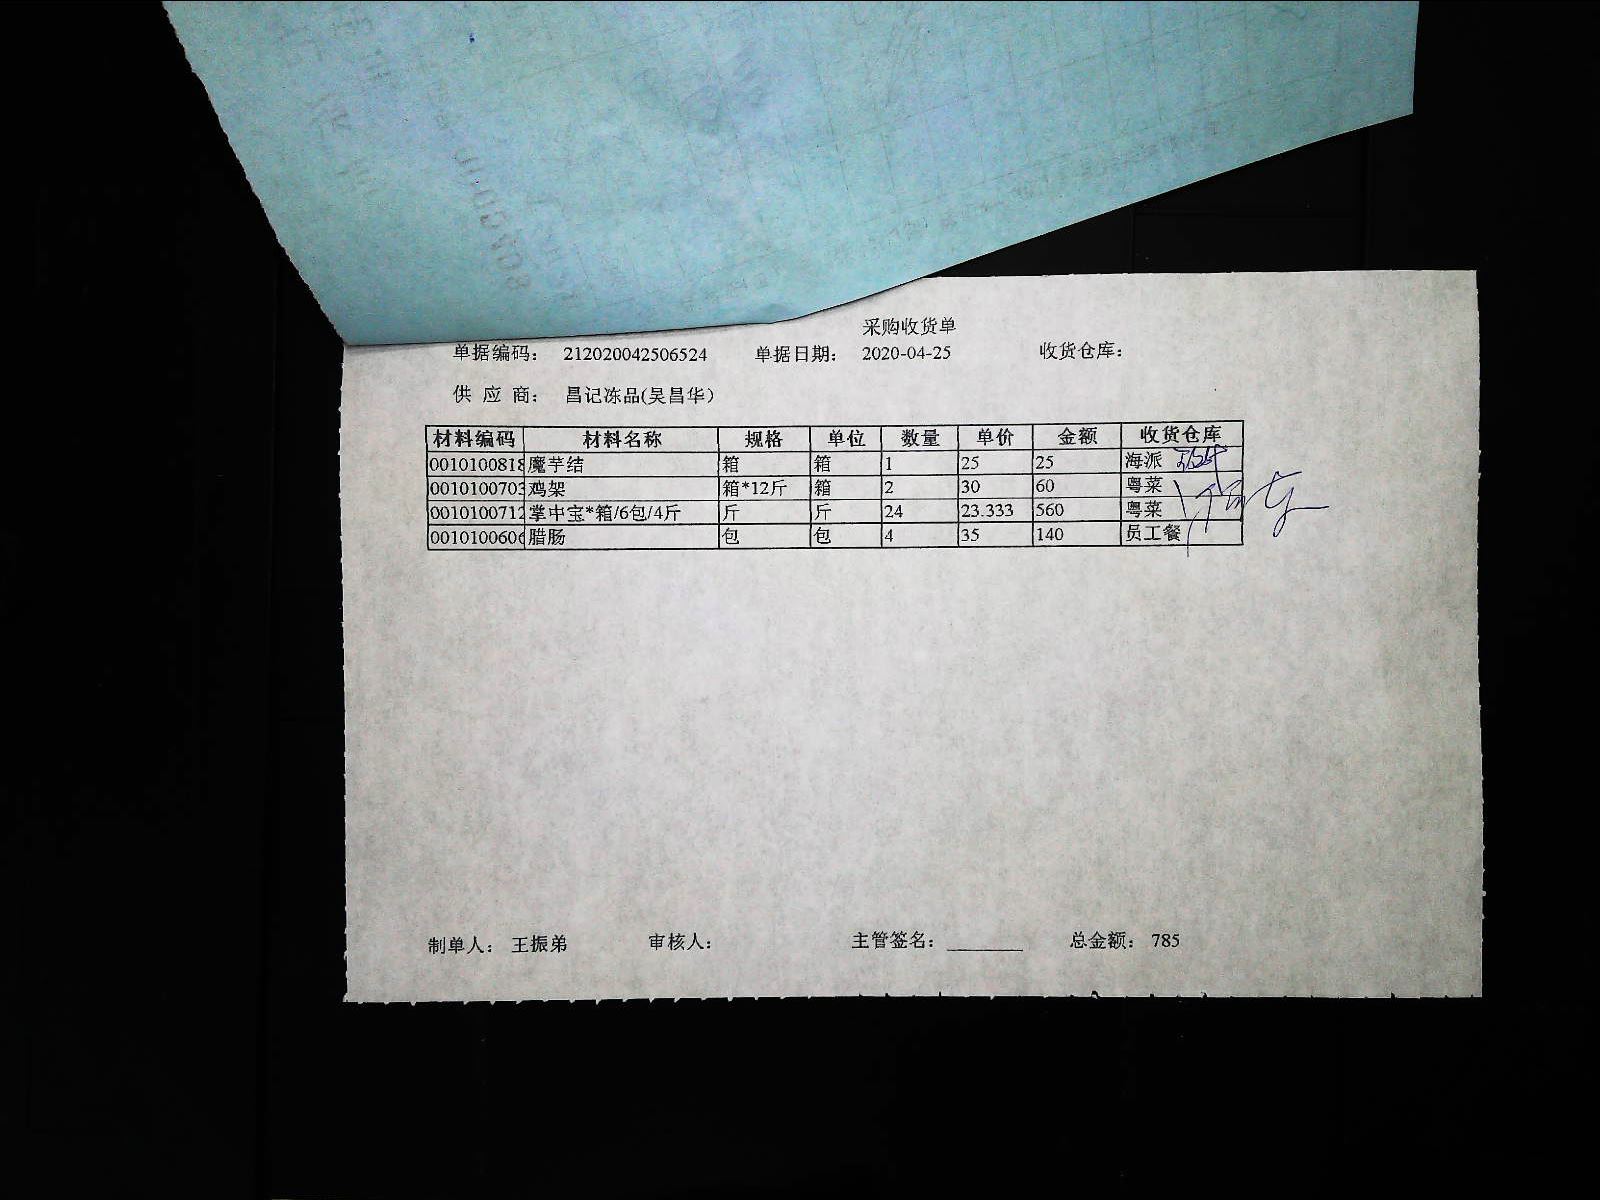 采购收货单
单据编码： 212020042506524 单据日期： 2020-04-25 收货仓库：
供 应 商： 昌记冻品(吴昌华)
材料编码 材料名称 规格 单位 数量 单价 金额 收货仓库
0010100818 魔芋结 箱 箱 1 25 25 海派
0010100703 鸡架 箱*12斤 箱 2 30 60 粤菜
0010100712 掌中宝*箱/6包/4斤 斤 斤 24 23.333 560 粤菜
0010100606 腊肠 包 包 4 35 140 员工餐
制单人： 王振弟 审核人： 主管签名： 总金额： 785